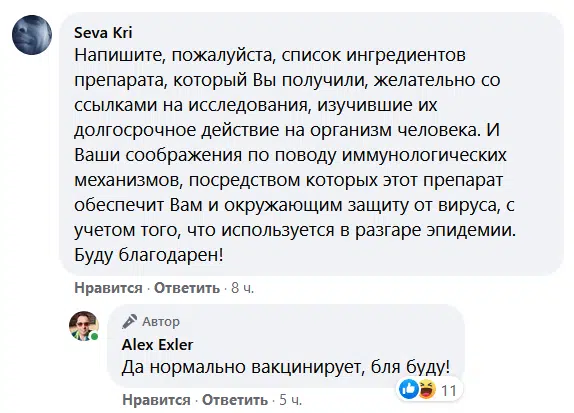 Seva Kri
Напишите, пожалуйста, список ингредиентов
препарата, который Вы получили, желательно со
ссылками на исследования, изучившие их
долгосрочное действие на организм человека. И
Ваши соображения по поводу иммунологических
механизмов, посредством которых этот препарат
обеспечит Вам и окружающим защиту от вируса, с
учетом того, что используется в разгаре эпидемии.
Буду благодарен!
Нравится · Ответить · 8 ч.
Автор
Alex Exler
Да нормально вакцинирует, бля буду!
11
Нравится · Ответить · 5 ч.